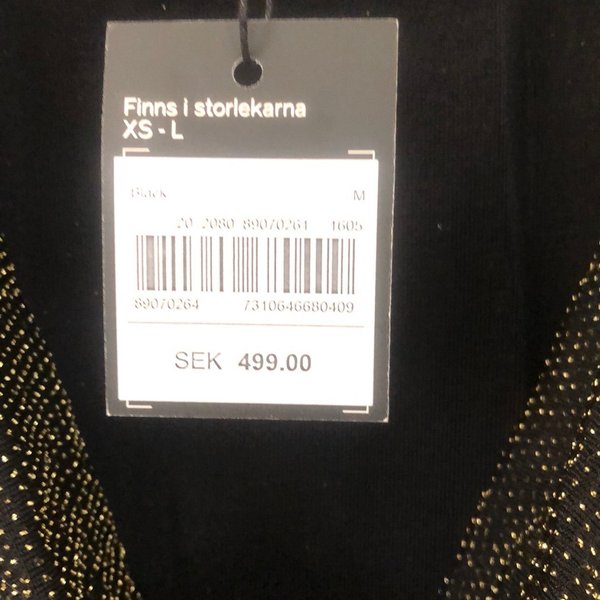 Finns i storlekarna
XS - L
Black M
20 2080 89070261 1605
89070264 7310646680409
SEK 499.00